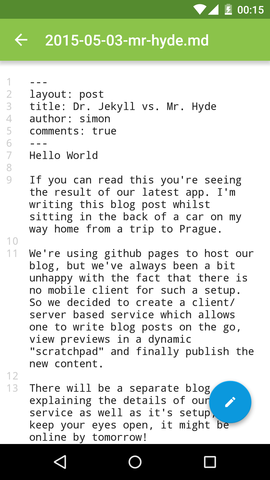 00:15
2015-05-03-mr-hyde.md
1 ---
2 layout: post
3 title: Dr. Jekyll vs. Mr. Hyde
4 author: simon
5 comments: true
6 ---
7 Hello World
8
9 If you can read this you're seeing
the result of our latest app. I'm
writing this blog post whilst
sitting in the back of a car on my
way home from a trip to Prague.
10
11 We're using github pages to host our
blog, but we've always been a bit
unhappy with the fact that there is
no mobile client for such a setup.
So we decided to create a client/
server based service which allows
one to write blog posts on the go,
view previews in a dynamic
"scratchpad" and finally publish the
new content.
12
13 There will be a separate blog
explaining the details of our
service as well as it's setup,
keep your eyes open, it might be
online by tomorrow!